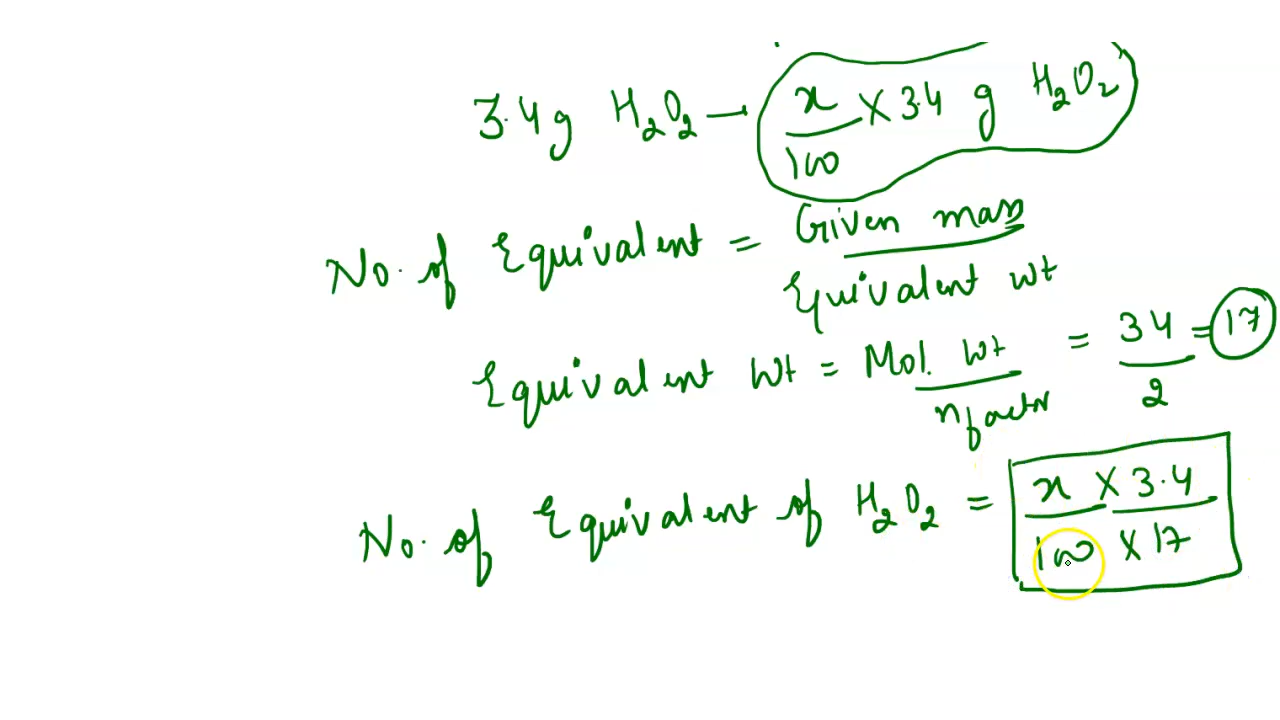 3.4g H₂O₂ → x/100 × 3.4 g H₂O₂
No. of Equivalent = Given mass / Equivalent wt
Equivalent Wt = Mol. Wt / n factor = 34/2 = 17
No. of Equivalent of H₂O₂ = x × 3.4 / 100 × 17